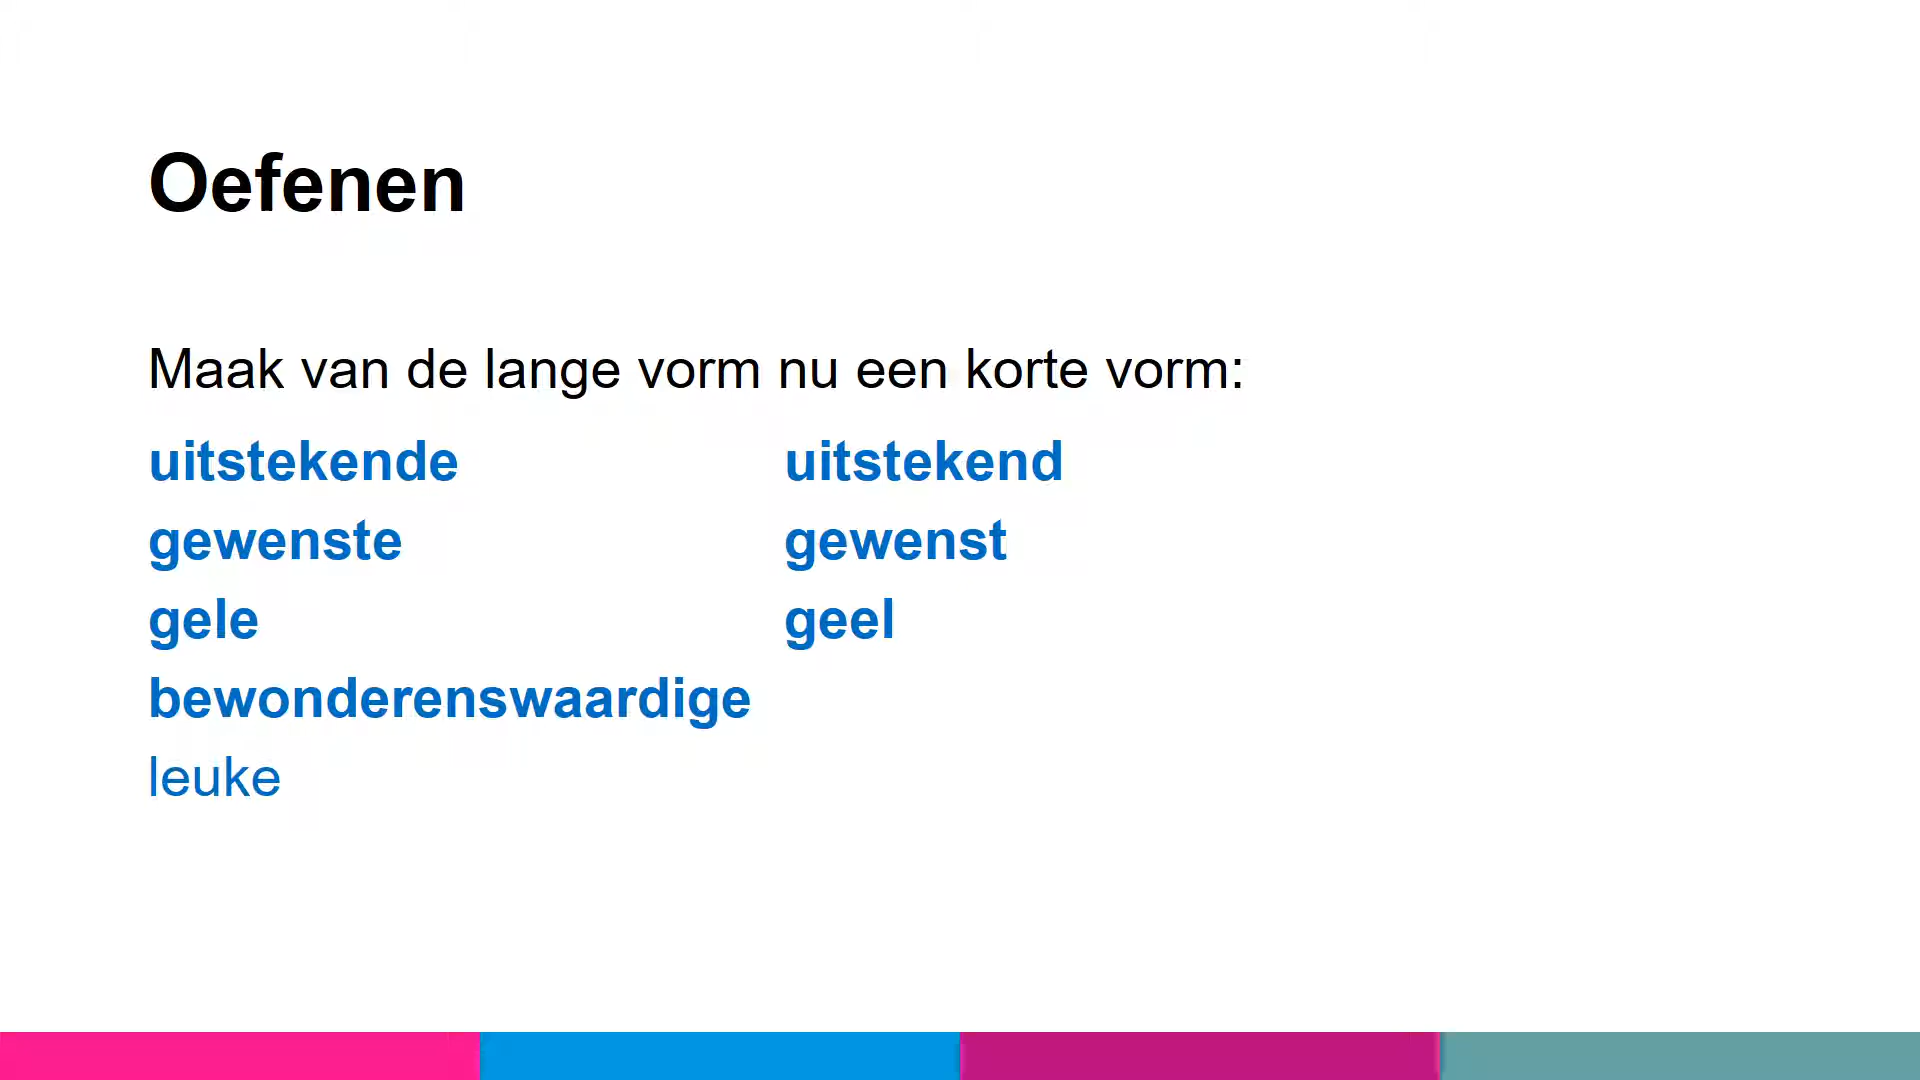 Oefenen
Maak van de lange vorm nu een korte vorm:
uitstekende uitstekend
gewenste gewenst
gele geel
bewonderenswaardige
leuke